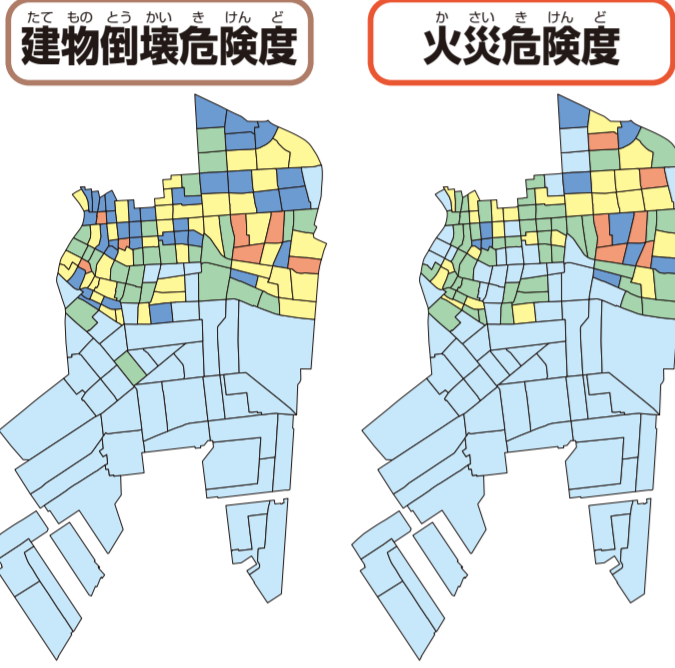 たて もの とう かい き けん ど
建物倒壊危険度
か さい き けん ど
火災危険度